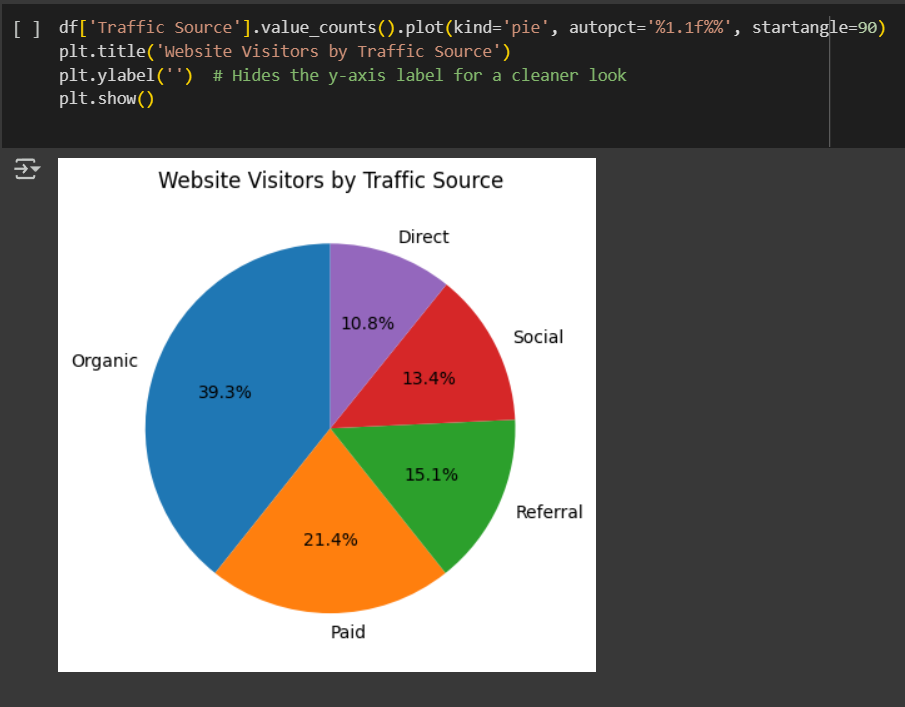 [ ] df['Traffic Source'].value_counts().plot(kind='pie', autopct='%1.1f%%', startangle=90)
plt.title('Website Visitors by Traffic Source')
plt.ylabel('')  # Hides the y-axis label for a cleaner look
plt.show()
Website Visitors by Traffic Source
Direct
10.8%
Social
Organic
13.4%
39.3%
15.1%
Referral
21.4%
Paid